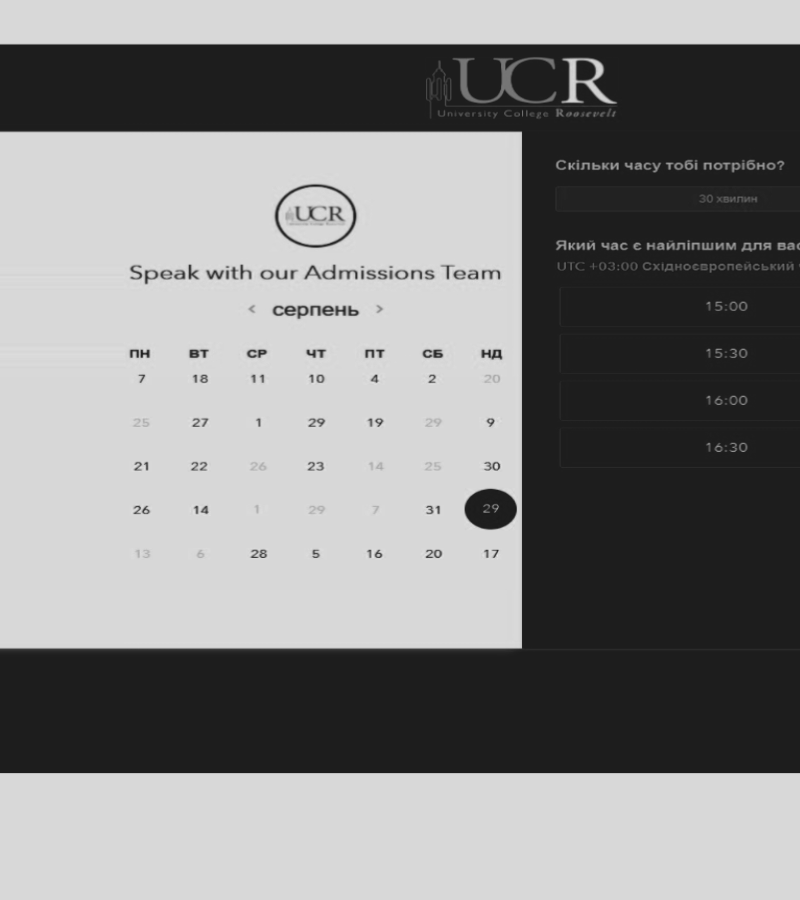 UCR
University College Roosevelt
UCR
Speak with our Admissions Team
< серпень >
ПН ВТ СР ЧТ ПТ СБ НД
7 18 11 10 4 2 20
25 27 1 29 19 29 9
21 22 26 23 14 25 30
26 14 1 29 7 31 29
13 6 28 5 16 20 17
Скільки часу тобі потрібно?
30 хвилин
Який час є найліпшим для вас
UTC +03:00 Східноєвропейський
15:00
15:30
16:00
16:30